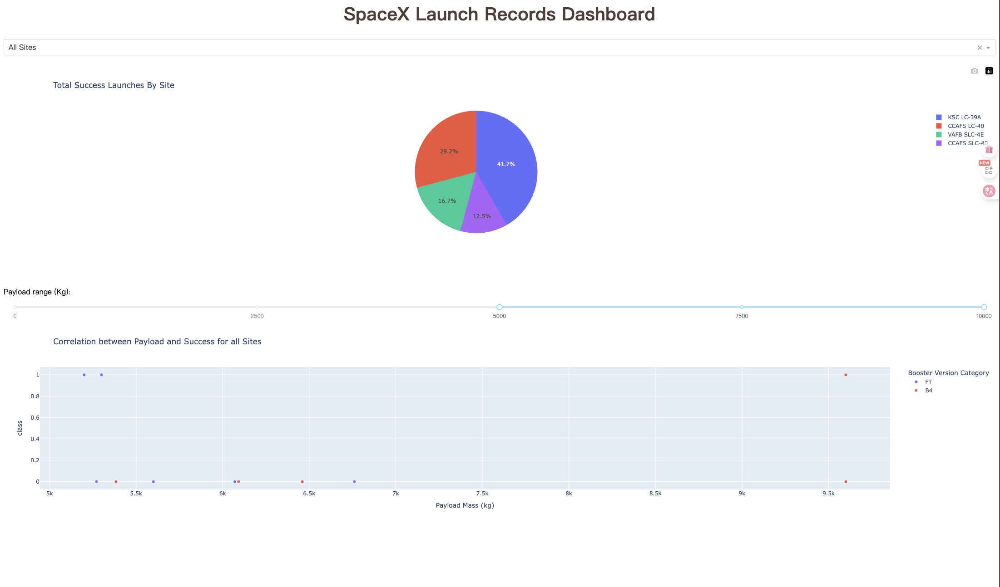 SpaceX Launch Records Dashboard
All Sites
Total Success Launches By Site
KSC LC-39A
CCAFS LC-40
VAFB SLC-4E
CCAFS SLC-40
29.2%
41.7%
16.7%
12.5%
NEW
中A
Payload range (Kg):
0 2500 5000 7500 10000
Correlation between Payload and Success for all Sites
Booster Version Category
FT
B4
class
1
0.8
0.6
0.4
0.2
0
5k 5.5k 6k 6.5k 7k 7.5k 8k 8.5k 9k 9.5k
Payload Mass (kg)